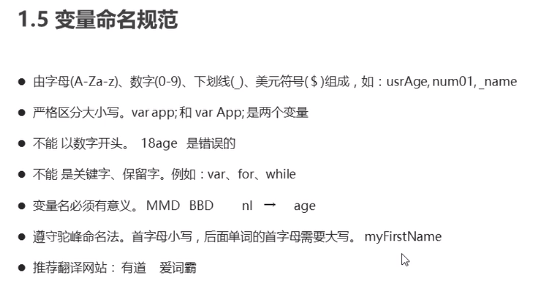 1.5 变量命名规范
● 由字母(A-Za-z)、数字(0-9)、下划线(_)、美元符号( $ )组成，如：usrAge, num01, _name
● 严格区分大小写。var app; 和 var App; 是两个变量
● 不能 以数字开头。 18age 是错误的
● 不能 是关键字、保留字。例如：var、for、while
● 变量名必须有意义。 MMD BBD nl → age
● 遵守驼峰命名法。首字母小写，后面单词的首字母需要大写。 myFirstName
● 推荐翻译网站： 有道 爱词霸